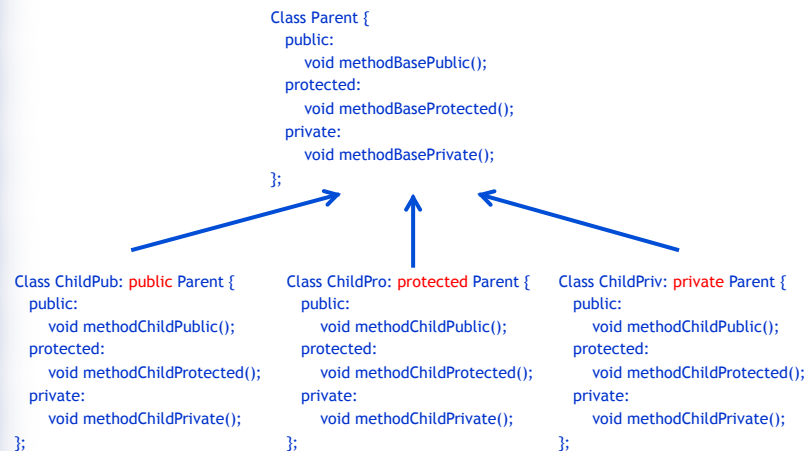 Class Parent {
public:
void methodBasePublic();
protected:
void methodBaseProtected();
private:
void methodBasePrivate();
};
Class ChildPub: public Parent {
public:
void methodChildPublic();
protected:
void methodChildProtected();
private:
void methodChildPrivate();
};
Class ChildPro: protected Parent {
public:
void methodChildPublic();
protected:
void methodChildProtected();
private:
void methodChildPrivate();
};
Class ChildPriv: private Parent {
public:
void methodChildPublic();
protected:
void methodChildProtected();
private:
void methodChildPrivate();
};